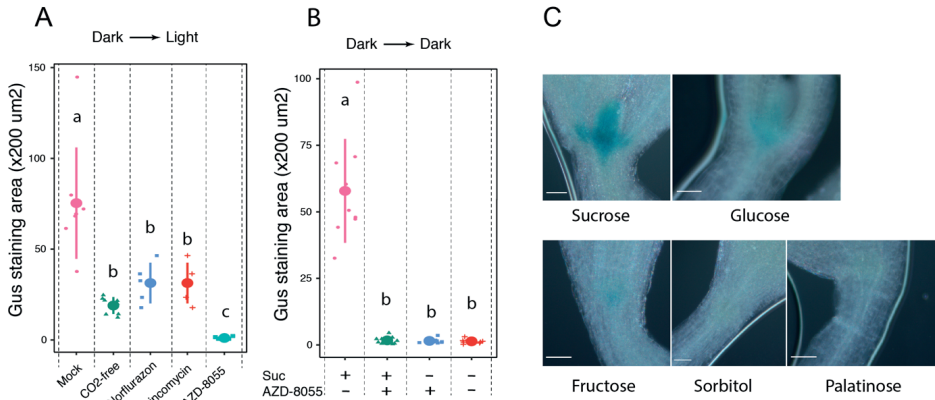 A
Dark → Light
Gus staining area (x200 um2)
150
100
50
0
a
b
b
b
c
Mock
CO2-free
lorflurazon
incomycin
AZD-8055
B
Dark → Dark
Gus staining area (x200 um2)
100
75
50
25
0
a
b
b
b
Suc + + − −
AZD-8055 − + + −
C
Sucrose
Glucose
Fructose
Sorbitol
Palatinose